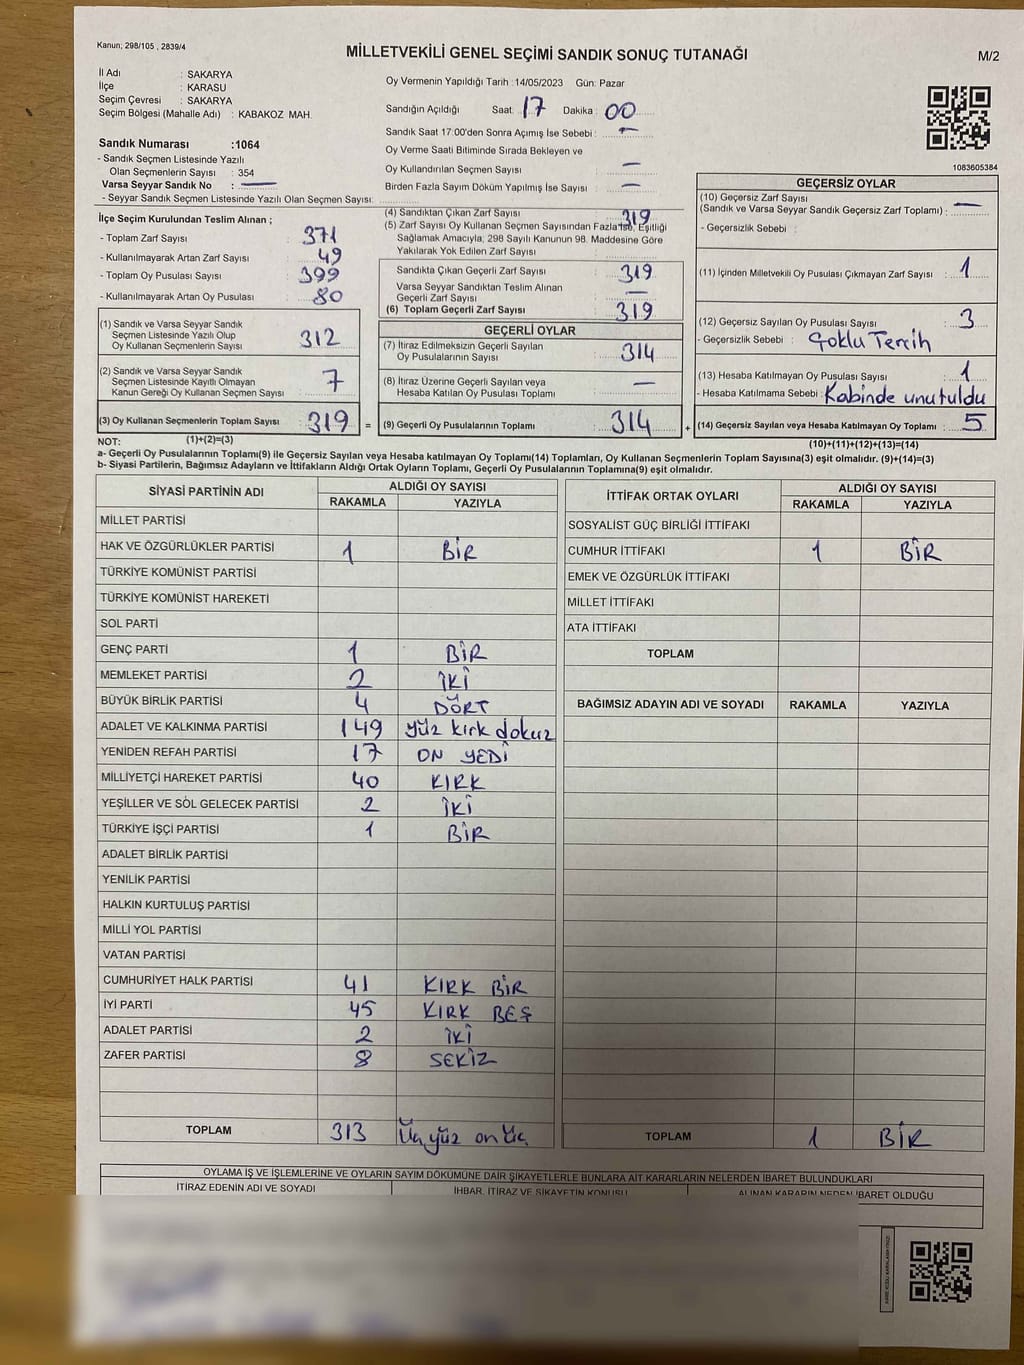 Kanun; 298/105 , 2839/4
MİLLETVEKİLİ GENEL SEÇİMİ SANDIK SONUÇ TUTANAĞI
M/2
İl Adı : SAKARYA
İlçe : KARASU
Seçim Çevresi : SAKARYA
Seçim Bölgesi (Mahalle Adı) : KABAKOZ MAH.
Sandık Numarası :1064
- Sandık Seçmen Listesinde Yazılı
Olan Seçmenlerin Sayısı : 354
Varsa Seyyar Sandık No : —
- Seyyar Sandık Seçmen Listesinde Yazılı Olan Seçmen Sayısı:
Oy Vermenin Yapıldığı Tarih : 14/05/2023 Gün: Pazar
Sandığın Açıldığı Saat: 17 Dakika : 00
Sandık Saat 17:00'den Sonra Açımış İse Sebebi : —
Oy Verme Saati Bitiminde Sırada Bekleyen ve
Oy Kullandırılan Seçmen Sayısı —
Birden Fazla Sayım Döküm Yapılmış İse Sayısı : —
1083605384
İlçe Seçim Kurulundan Teslim Alınan ;
- Toplam Zarf Sayısı : 371
- Kullanılmayarak Artan Zarf Sayısı : 49
- Toplam Oy Pusulası Sayısı : 399
- Kullanılmayarak Artan Oy Pusulası : 80
(1) Sandık ve Varsa Seyyar Sandık
Seçmen Listesinde Yazılı Olup
Oy Kullanan Seçmenlerin Sayısı : 312
(2) Sandık ve Varsa Seyyar Sandık
Seçmen Listesinde Kayıtlı Olmayan
Kanun Gereği Oy Kullanan Seçmen Sayısı : 7
(3) Oy Kullanan Seçmenlerin Toplam Sayısı : 319
(1)+(2)=(3)
(4) Sandıktan Çıkan Zarf Sayısı : 319
(5) Zarf Sayısı Oy Kullanan Seçmen Sayısından Fazla İse, Eşitliği
Sağlamak Amacıyla, 298 Sayılı Kanunun 98. Maddesine Göre
Yakılarak Yok Edilen Zarf Sayısı :
Sandıkta Çıkan Geçerli Zarf Sayısı : 319
Varsa Seyyar Sandıktan Teslim Alınan
Geçerli Zarf Sayısı : —
(6) Toplam Geçerli Zarf Sayısı : 319
GEÇERLİ OYLAR
(7) İtiraz Edilmeksizin Geçerli Sayılan
Oy Pusulalarının Sayısı : 314
(8) İtiraz Üzerine Geçerli Sayılan veya
Hesaba Katılan Oy Pusulası Toplamı : —
= (9) Geçerli Oy Pusulalarının Toplamı : 314 +
GEÇERSİZ OYLAR
(10) Geçersiz Zarf Sayısı
(Sandık ve Varsa Seyyar Sandık Geçersiz Zarf Toplamı) : —
- Geçersizlik Sebebi :
(11) İçinden Milletvekili Oy Pusulası Çıkmayan Zarf Sayısı : 1
(12) Geçersiz Sayılan Oy Pusulası Sayısı : 3
- Geçersizlik Sebebi : Çoklu Tercih
(13) Hesaba Katılmayan Oy Pusulası Sayısı : 1
- Hesaba Katılmama Sebebi : Kabinde unutuldu
(14) Geçersiz Sayılan veya Hesaba Katılmayan Oy Toplamı : 5
(10)+(11)+(12)+(13)=(14)
NOT:
a- Geçerli Oy Pusulalarının Toplamı(9) ile Geçersiz Sayılan veya Hesaba katılmayan Oy Toplamı(14) Toplamları, Oy Kullanan Seçmenlerin Toplam Sayısına(3) eşit olmalıdır. (9)+(14)=(3)
b- Siyasi Partilerin, Bağımsız Adayların ve İttifakların Aldığı Ortak Oyların Toplamı, Geçerli Oy Pusulalarının Toplamına(9) eşit olmalıdır.
SİYASİ PARTİNİN ADI ALDIĞI OY SAYISI
RAKAMLA YAZIYLA
MİLLET PARTİSİ
HAK VE ÖZGÜRLÜKLER PARTİSİ 1 BİR
TÜRKİYE KOMÜNİST PARTİSİ
TÜRKİYE KOMÜNİST HAREKETİ
SOL PARTİ
GENÇ PARTİ 1 BİR
MEMLEKET PARTİSİ 2 İKİ
BÜYÜK BİRLİK PARTİSİ 4 DÖRT
ADALET VE KALKINMA PARTİSİ 149 yüz kırk dokuz
YENİDEN REFAH PARTİSİ 17 ON YEDİ
MİLLİYETÇİ HAREKET PARTİSİ 40 KIRK
YEŞİLLER VE SOL GELECEK PARTİSİ 2 İKİ
TÜRKİYE İŞÇİ PARTİSİ 1 BİR
ADALET BİRLİK PARTİSİ
YENİLİK PARTİSİ
HALKIN KURTULUŞ PARTİSİ
MİLLİ YOL PARTİSİ
VATAN PARTİSİ
CUMHURİYET HALK PARTİSİ 41 KIRK BİR
İYİ PARTİ 45 KIRK BEŞ
ADALET PARTİSİ 2 İKİ
ZAFER PARTİSİ 8 SEKİZ
TOPLAM 313 Üçyüz onüç
İTTİFAK ORTAK OYLARI ALDIĞI OY SAYISI
RAKAMLA YAZIYLA
SOSYALİST GÜÇ BİRLİĞİ İTTİFAKI
CUMHUR İTTİFAKI 1 BİR
EMEK VE ÖZGÜRLÜK İTTİFAKI
MİLLET İTTİFAKI
ATA İTTİFAKI
TOPLAM
BAĞIMSIZ ADAYIN ADI VE SOYADI RAKAMLA YAZIYLA
TOPLAM 1 BİR
OYLAMA İŞ VE İŞLEMLERİNE VE OYLARIN SAYIM DÖKÜMÜNE DAİR ŞİKAYETLERLE BUNLARA AİT KARARLARIN NELERDEN İBARET BULUNDUKLARI
İTİRAZ EDENİN ADI VE SOYADI İHBAR, İTİRAZ VE ŞİKAYETİN KONUSU ALINAN KARARIN NEDEN İBARET OLDUĞU